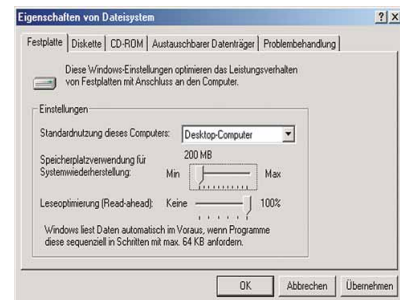 Eigenschaften von Dateisystem
Festplatte Diskette CD-ROM Austauschbarer Datenträger Problembehandlung
Diese Windows-Einstellungen optimieren das Leistungsverhalten
von Festplatten mit Anschluss an den Computer.
Einstellungen
Standardnutzung dieses Computers: Desktop-Computer
200 MB
Speicherplatzverwendung für
Systemwiederherstellung: Min Max
Leseoptimierung (Read-ahead): Keine 100%
Windows liest Daten automatisch im Voraus, wenn Programme
diese sequenziell in Schritten mit max. 64 KB anfordern.
OK Abbrechen Übernehmen